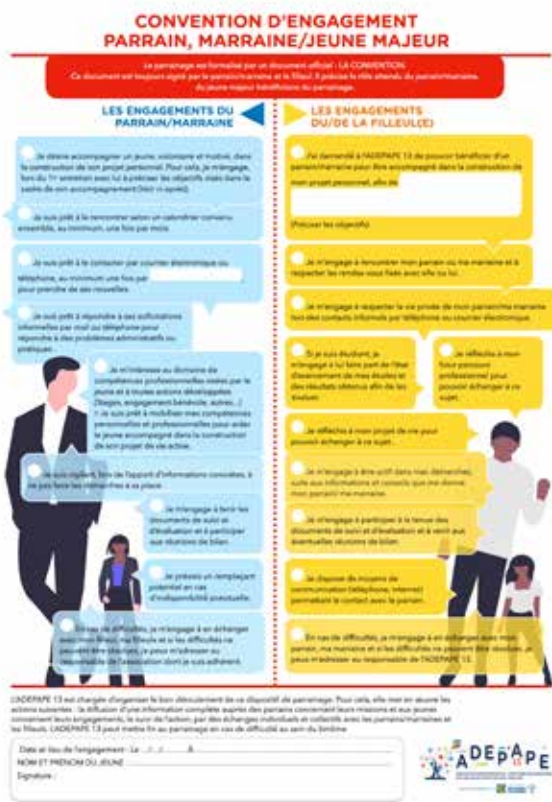 CONVENTION D'ENGAGEMENT
PARRAIN, MARRAINE/JEUNE MAJEUR
Le parrainage est formalisé par un document officiel : LA CONVENTION.
Ce document est toujours signé par le parrain/marraine et le filleul. Il précise le rôle attendu du parrain/marraine,
du jeune majeur bénéficiaire du parrainage.
LES ENGAGEMENTS DU
PARRAIN/MARRAINE
Je désire accompagner un jeune, volontaire et motivé, dans
la construction de son projet personnel. Pour cela, je m'engage,
lors du 1er entretien avec lui à préciser les objectifs visés dans le
cadre de son accompagnement (Voir ci après).
Je suis prêt à le rencontrer selon un calendrier convenu
ensemble, au minimum, une fois par mois.
Je suis prêt à le contacter par courrier électronique ou
téléphone, au minimum une fois par
pour prendre de ses nouvelles.
Je suis prêt à répondre à ses sollicitations
informelles par mail ou téléphone pour
répondre à des problèmes administratifs ou
pratiques
Je m'intéresse au domaine de
compétences professionnelles visées par le
jeune et à toutes actions développées
(Stages, engagement bénévole, autres...)
Je suis prêt à mobiliser mes compétences
personnelles et professionnelles pour aider
le jeune accompagné dans la construction
de son projet de vie active.
Je suis vigilant, lors de l'apport d'informations concrètes, à
ne pas faire les démarches à sa place.
Je m'engage à tenir les
documents de suivi et
d'évaluation et à participer
aux réunions de bilan.
Je prévois un remplaçant
potentiel en cas
d'indisponibilité ponctuelle.
En cas de difficultés, je m'engage à en échanger
avec mon filleul, ma filleule et si les difficultés ne
peuvent être résolues, je peux m'adresser au
responsable de l'association dont je suis adhérent.
LES ENGAGEMENTS
DU/DE LA FILLEUL(E)
J'ai demandé à l'ADEPAPE 13 de pouvoir bénéficier d'un
parrain/marraine pour être accompagné dans la construction de
mon projet personnel, afin de
(Préciser les objectifs).
Je m'engage à rencontrer mon parrain ou ma marraine et à
respecter les rendez-vous fixés avec elle ou lui.
Je m'engage à respecter la vie privée de mon parrain/ma marraine
lors des contacts informels par téléphone ou courrier électronique.
Si je suis étudiant, je
m'engage à lui faire part de l'état
d'avancement de mes études et
des résultats obtenus afin de les
évaluer.
Je réfléchis à mon
futur parcours
professionnel pour
pouvoir échanger à ce
sujet.
Je réfléchis à mon projet de vie pour
pouvoir échanger à ce sujet.
Je m'engage à être actif dans mes démarches,
suite aux informations et conseils que me donne
mon parrain/ ma marraine.
Je m'engage à participer à la tenue des
documents de suivi et d'évaluation et à venir aux
éventuelles réunions de bilan.
Je dispose de moyens de
communication (téléphone, internet)
permettant le contact avec le parrain.
En cas de difficultés, je m'engage à en échanger avec mon
parrain, ma marraine et si les difficultés ne peuvent être résolues, je
peux m'adresser au responsable de l'ADEPAPE 13.
L'ADEPAPE 13 est chargée d'organiser le bon déroulement de ce dispositif de parrainage. Pour cela, elle met en œuvre les
actions suivantes : la diffusion d'une information complète auprès des parrains concernant leurs missions et aux jeunes
concernant leurs engagements, le suivi de l'action, par des échanges individuels et collectifs avec les parrains/marraines et
les filleuls. L'ADEPAPE 13 peut mettre fin au parrainage en cas de difficulté au sein du binôme
Date et lieu de l'engagement : Le / / À
NOM ET PRÉNOM DU JEUNE
Signature :
ADEPAPE